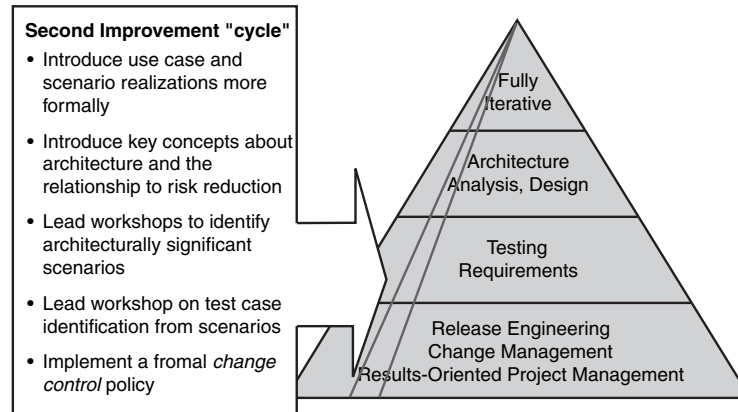 Second Improvement "cycle"
• Introduce use case and
scenario realizations more
formally
• Introduce key concepts about
architecture and the
relationship to risk reduction
• Lead workshops to identify
architecturally significant
scenarios
• Lead workshop on test case
identification from scenarios
• Implement a fromal change
control policy
Fully
Iterative
Architecture
Analysis, Design
Testing
Requirements
Release Engineering
Change Management
Results-Oriented Project Management